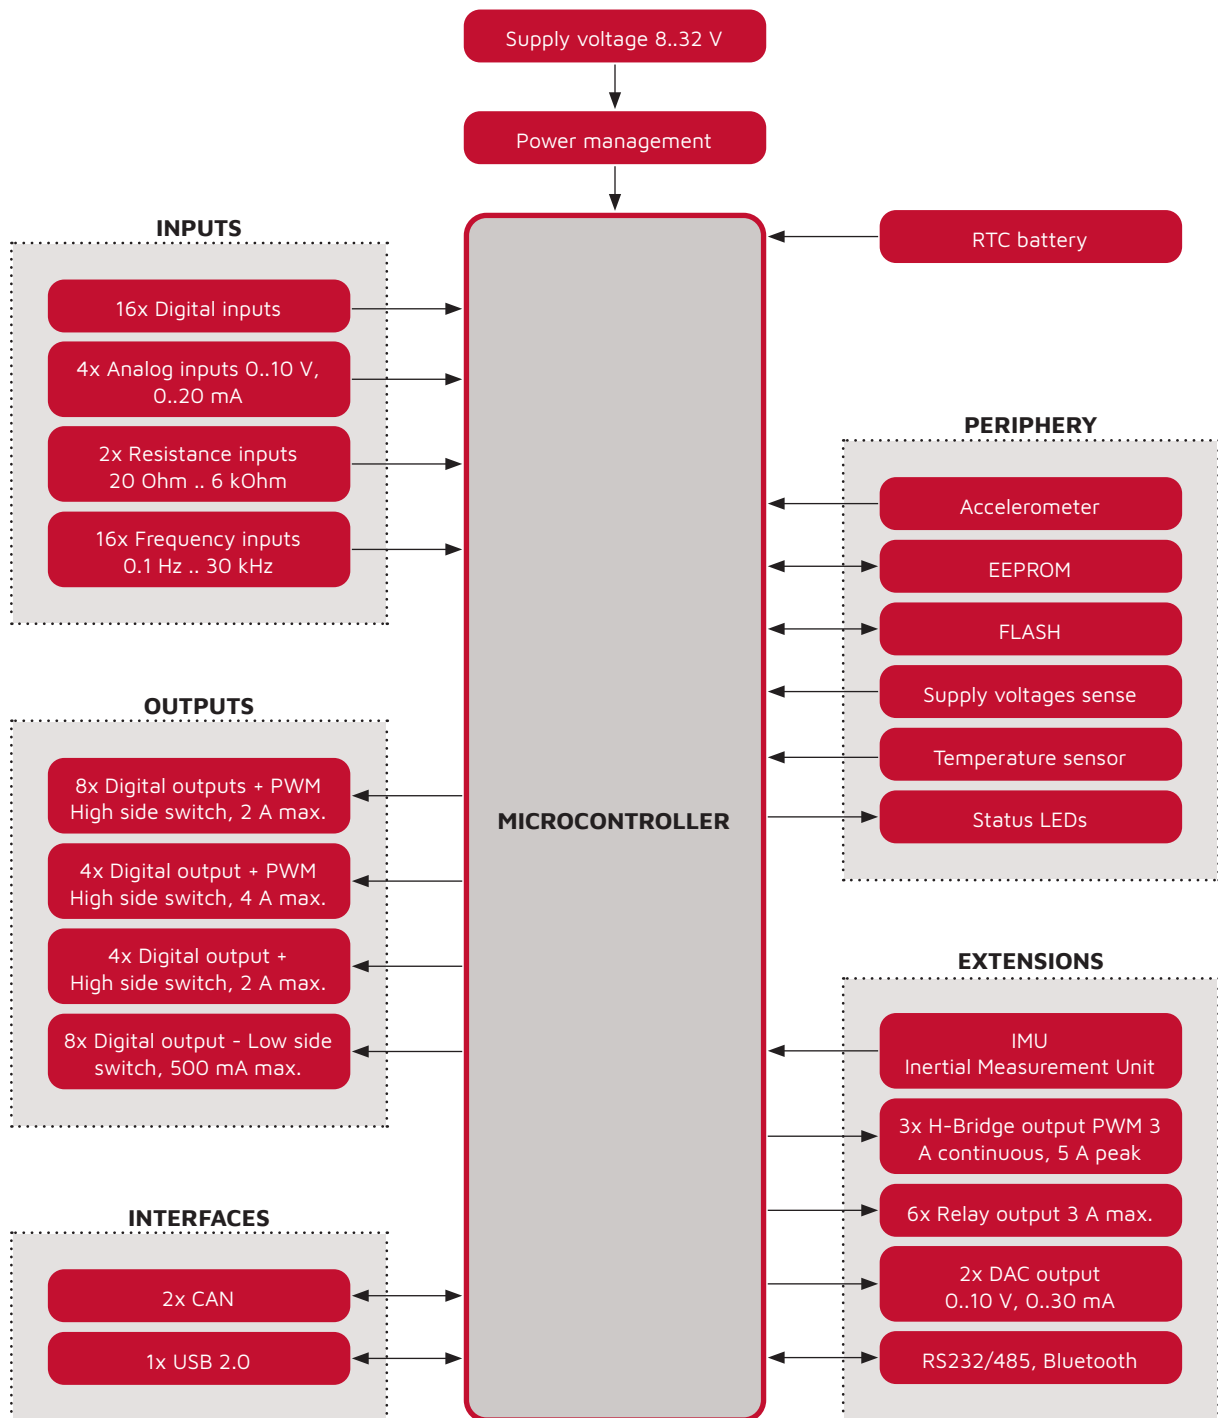 Supply voltage 8..32 V
Power management
INPUTS
16x Digital inputs
4x Analog inputs 0..10 V,
0..20 mA
2x Resistance inputs
20 Ohm .. 6 kOhm
16x Frequency inputs
0.1 Hz .. 30 kHz
OUTPUTS
8x Digital outputs + PWM
High side switch, 2 A max.
4x Digital output + PWM
High side switch, 4 A max.
4x Digital output +
High side switch, 2 A max.
8x Digital output - Low side
switch, 500 mA max.
INTERFACES
2x CAN
1x USB 2.0
MICROCONTROLLER
RTC battery
PERIPHERY
Accelerometer
EEPROM
FLASH
Supply voltages sense
Temperature sensor
Status LEDs
EXTENSIONS
IMU
Inertial Measurement Unit
3x H-Bridge output PWM 3
A continuous, 5 A peak
6x Relay output 3 A max.
2x DAC output
0..10 V, 0..30 mA
RS232/485, Bluetooth